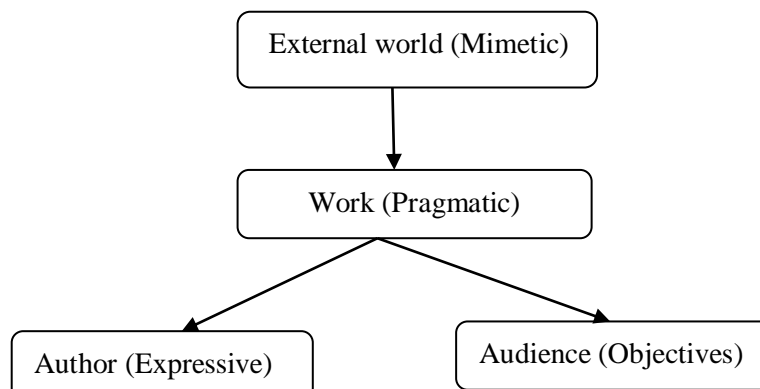 External world (Mimetic)
Work (Pragmatic)
Author (Expressive)
Audience (Objectives)